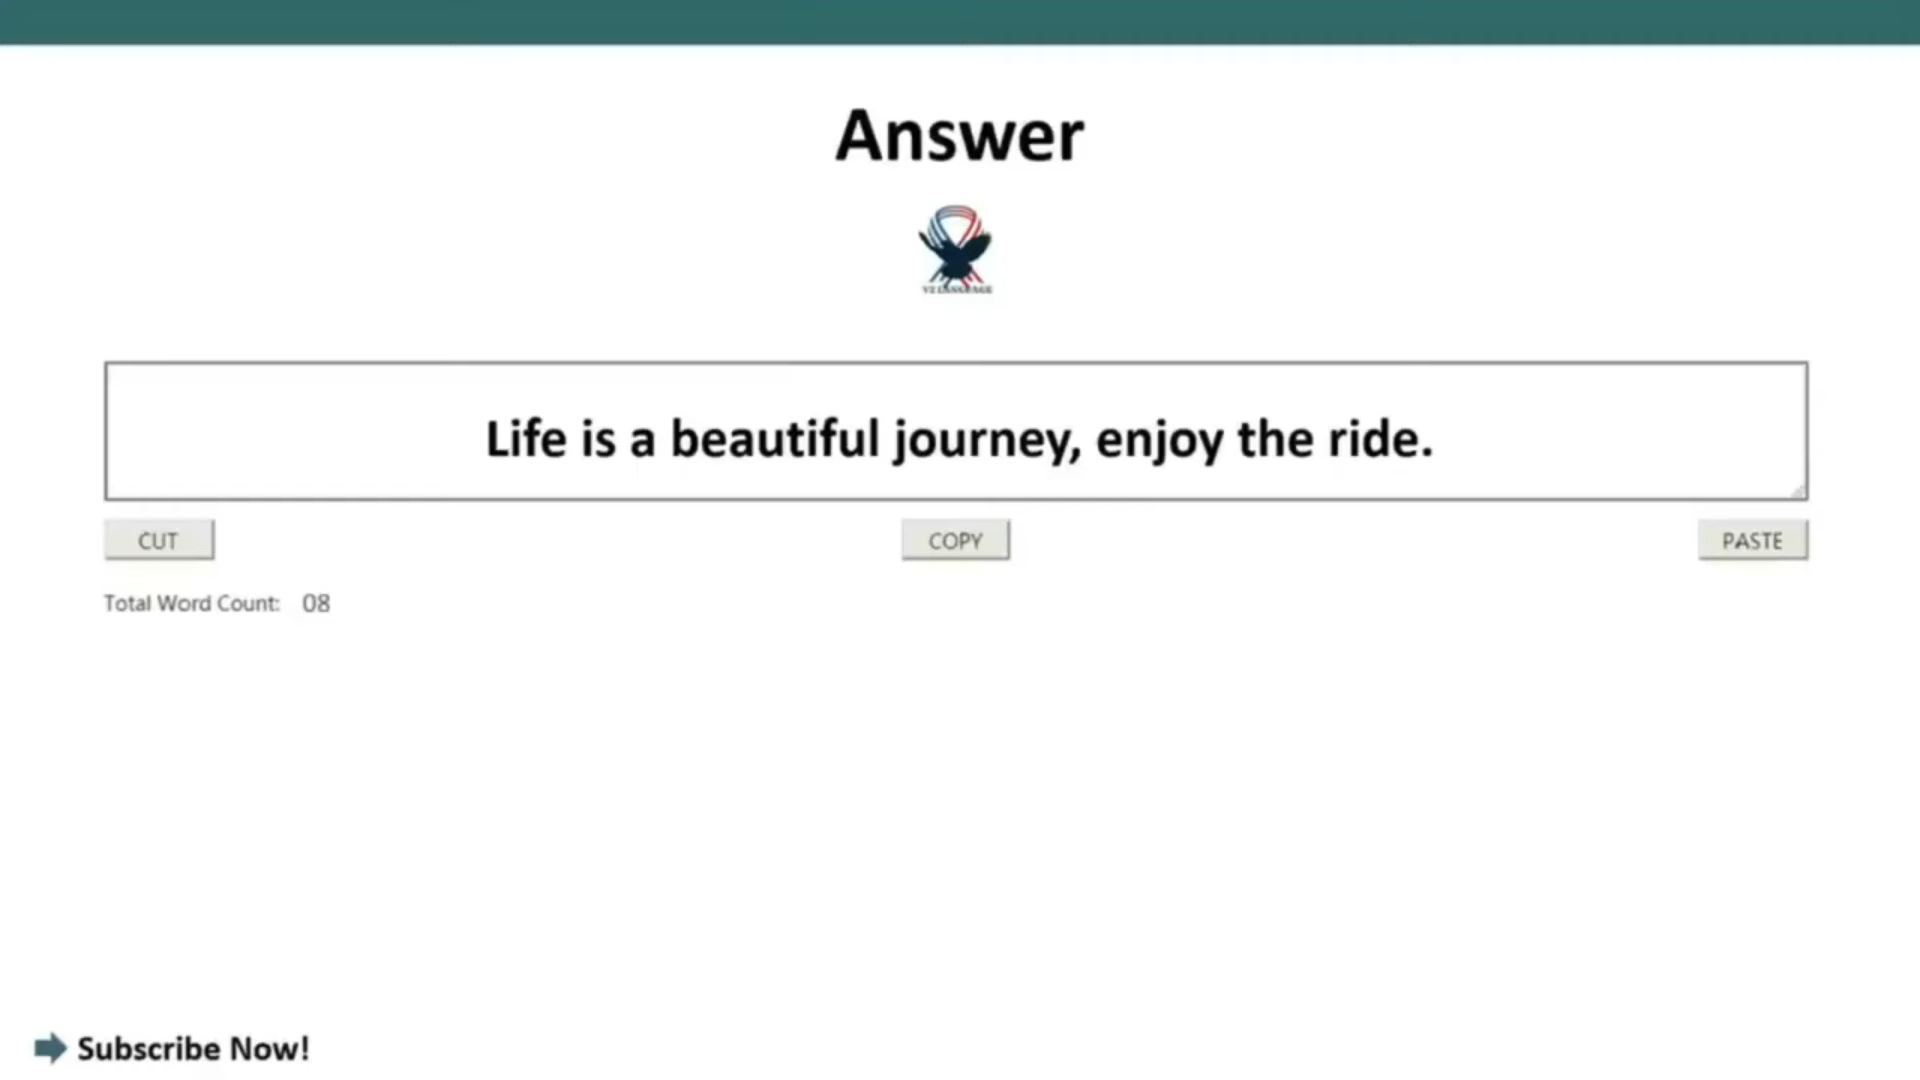 Answer
Life is a beautiful journey, enjoy the ride.
CUT
COPY
PASTE
Total Word Count: 08
Subscribe Now!